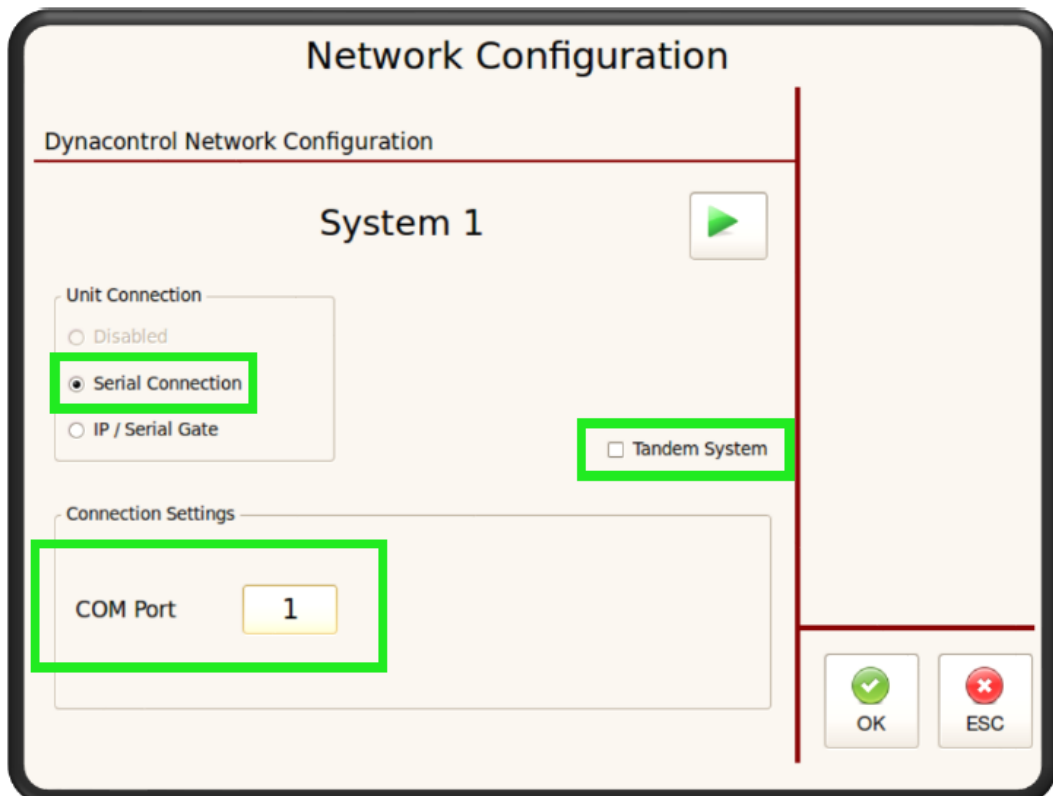 Network Configuration
Dynacontrol Network Configuration
System 1
Unit Connection
Disabled
Serial Connection
IP / Serial Gate
Tandem System
Connection Settings
COM Port 1
OK ESC